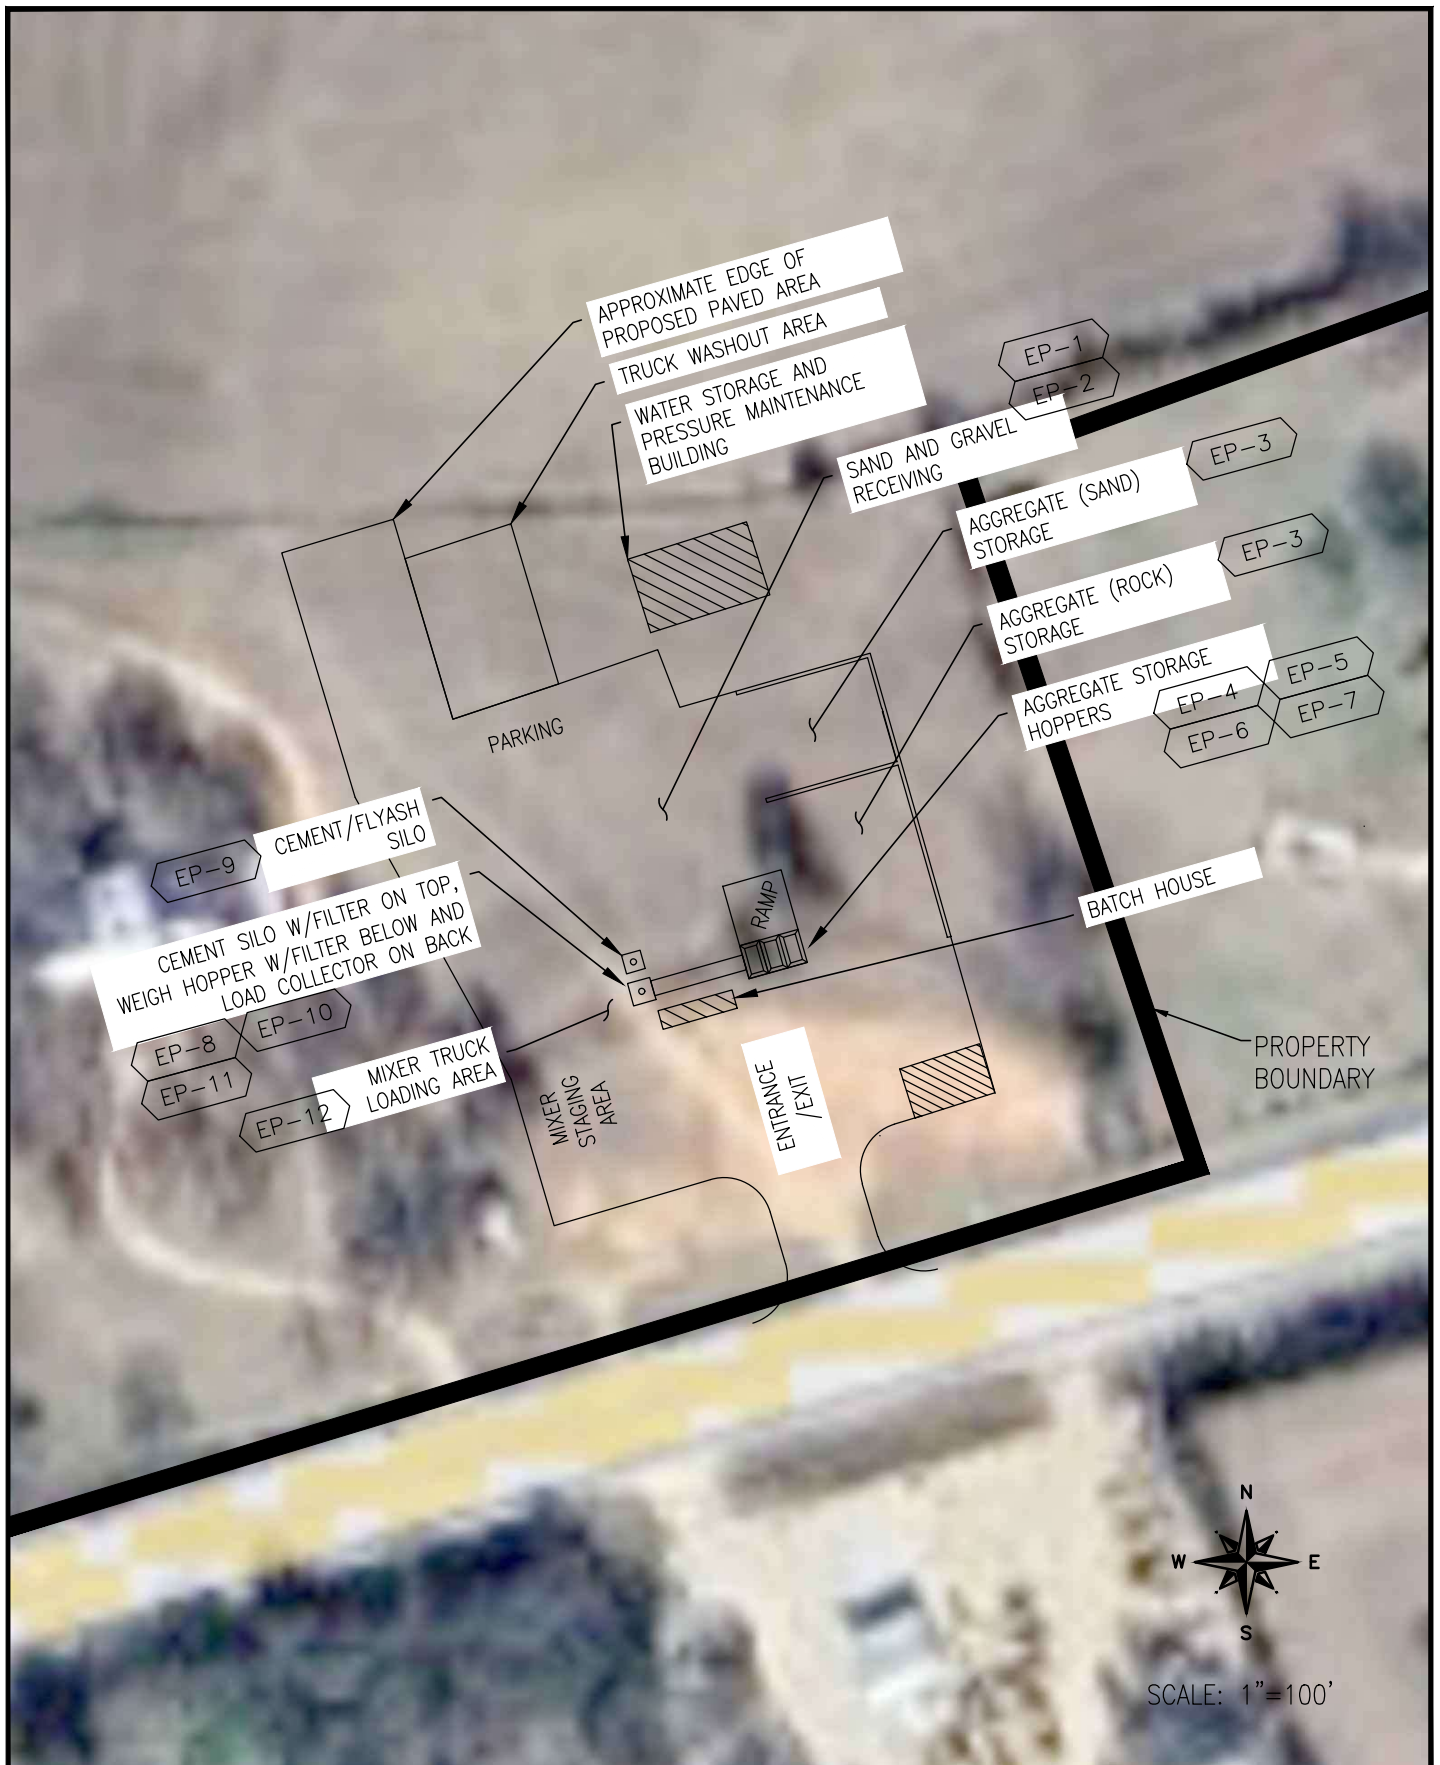 APPROXIMATE EDGE OF
PROPOSED PAVED AREA
TRUCK WASHOUT AREA
WATER STORAGE AND
PRESSURE MAINTENANCE
BUILDING
EP-1
EP-2
SAND AND GRAVEL
RECEIVING
EP-3
AGGREGATE (SAND)
STORAGE
EP-3
AGGREGATE (ROCK)
STORAGE
AGGREGATE STORAGE
HOPPERS
EP-4
EP-5
EP-6
EP-7
PARKING
CEMENT/FLYASH
SILO
EP-9
CEMENT SILO W/FILTER ON TOP,
WEIGH HOPPER W/FILTER BELOW AND
LOAD COLLECTOR ON BACK
EP-8
EP-10
EP-11
RAMP
BATCH HOUSE
MIXER TRUCK
LOADING AREA
EP-12
MIXER
STAGING
AREA
ENTRANCE
/EXIT
PROPERTY
BOUNDARY
N
W
E
S
SCALE: 1"=100'